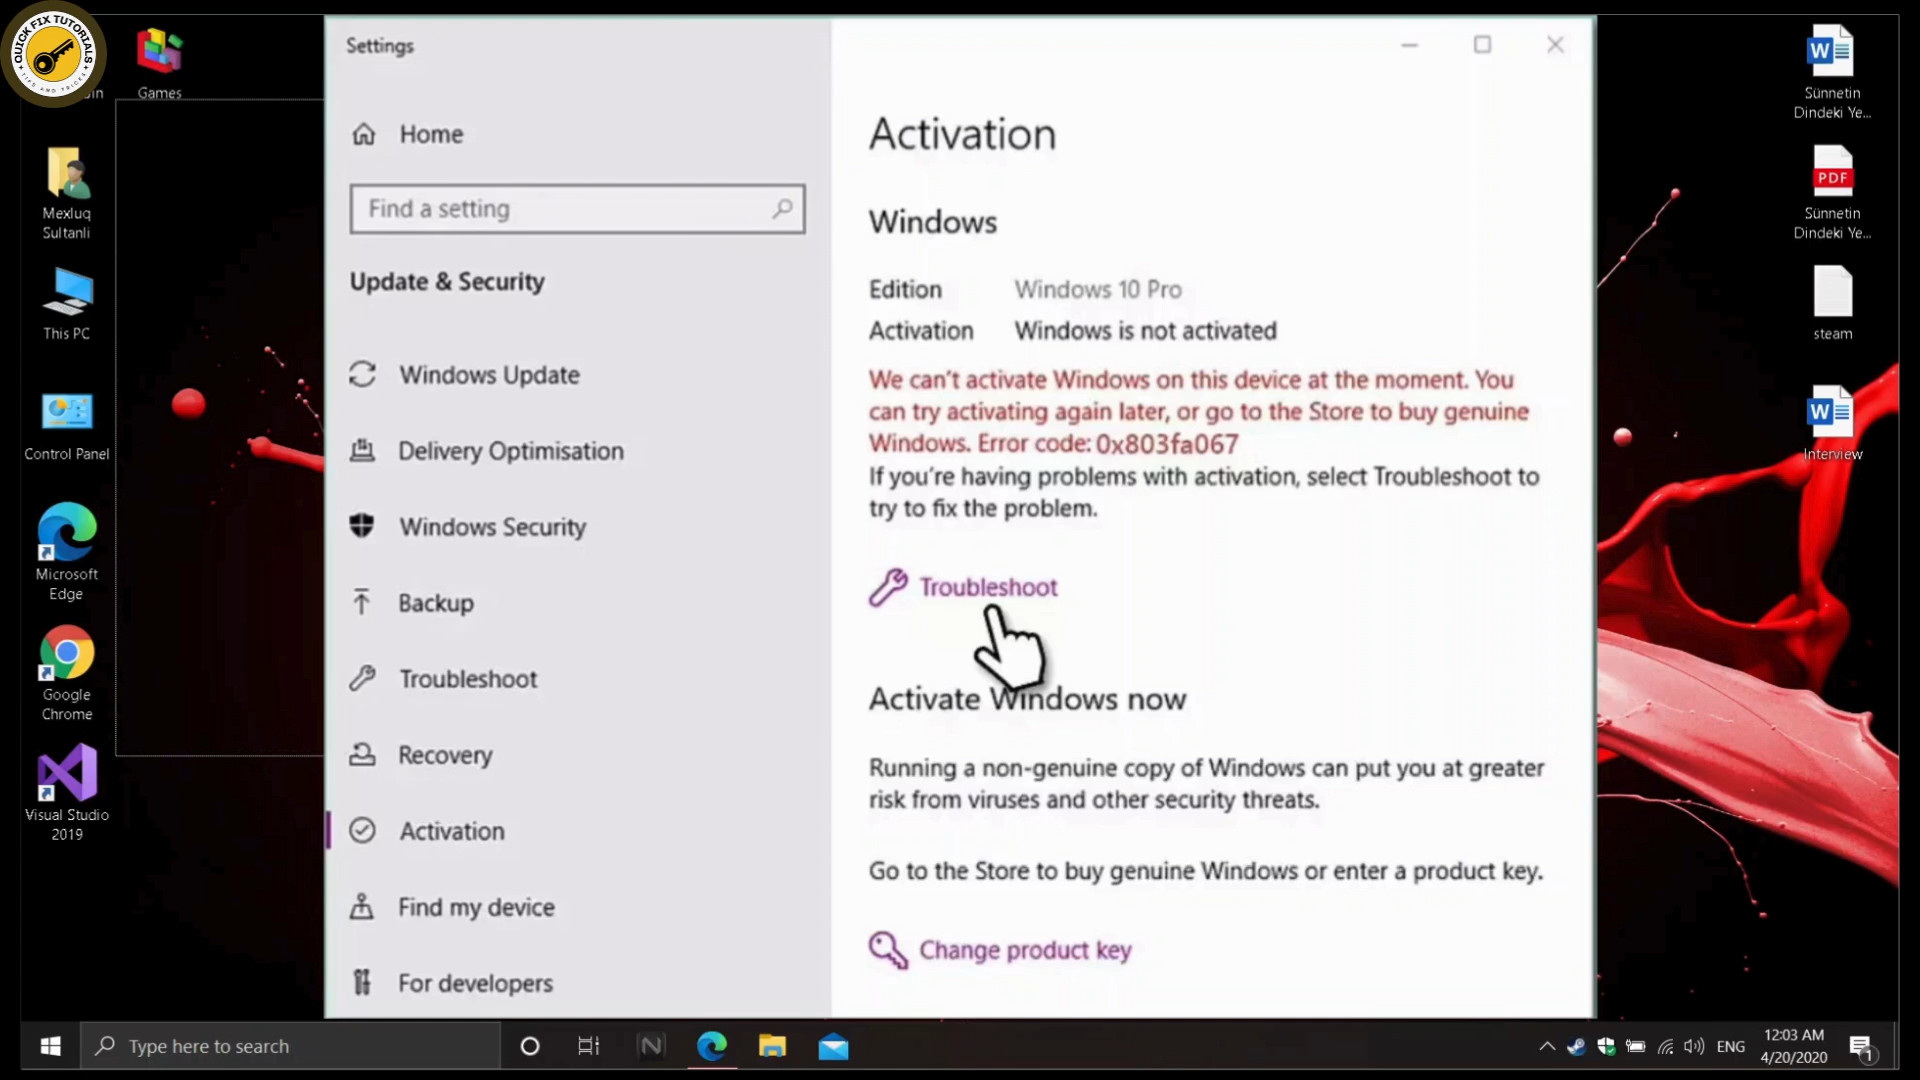 QUICK FIX TUTORIALS
TIPS AND TRICKS
Games
Mexluq
Sultanli
This PC
Control Panel
Microsoft
Edge
Google
Chrome
Visual Studio
2019
Settings
Home
Find a setting
Update & Security
Windows Update
Delivery Optimisation
Windows Security
Backup
Troubleshoot
Recovery
Activation
Find my device
For developers
Activation
Windows
Edition Windows 10 Pro
Activation Windows is not activated
We can't activate Windows on this device at the moment. You
can try activating again later, or go to the Store to buy genuine
Windows. Error code: 0x803fa067
If you're having problems with activation, select Troubleshoot to
try to fix the problem.
Troubleshoot
Activate Windows now
Running a non-genuine copy of Windows can put you at greater
risk from viruses and other security threats.
Go to the Store to buy genuine Windows or enter a product key.
Change product key
W
Sünnetin
Dindeki Ye...
PDF
Sünnetin
Dindeki Ye...
steam
W
Interview
Type here to search
N
ENG
12:03 AM
4/20/2020
1